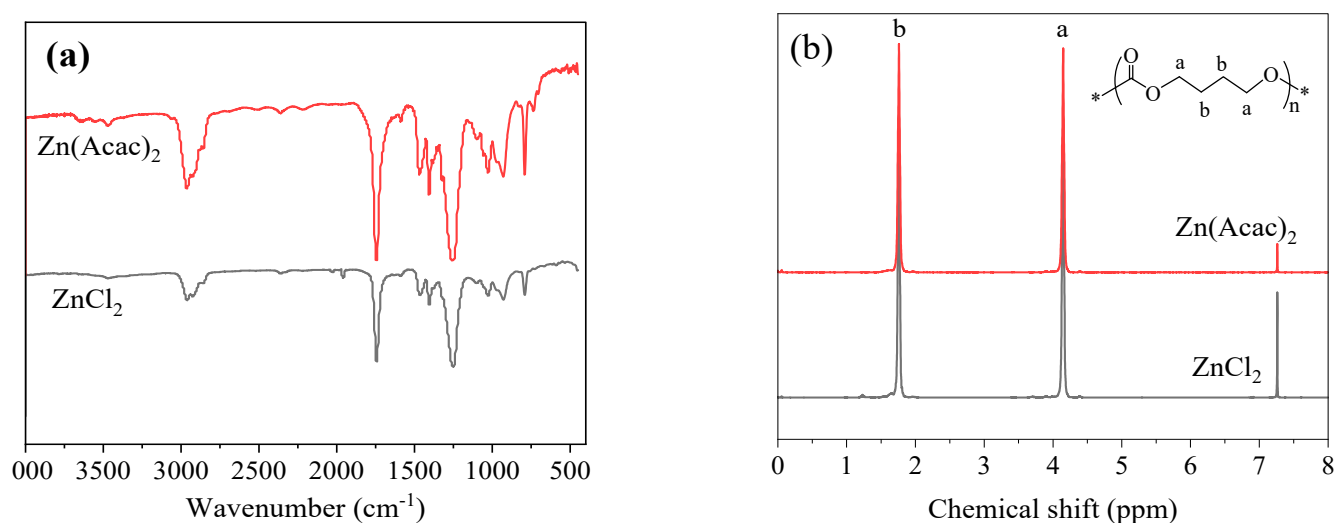 (a)
Zn(Acac)2
ZnCl2
000 3500 3000 2500 2000 1500 1000 500
Wavenumber (cm-1)
(b)
b a
O
a b
* ( O O ) *
b a n
Zn(Acac)2
ZnCl2
0 1 2 3 4 5 6 7 8
Chemical shift (ppm)